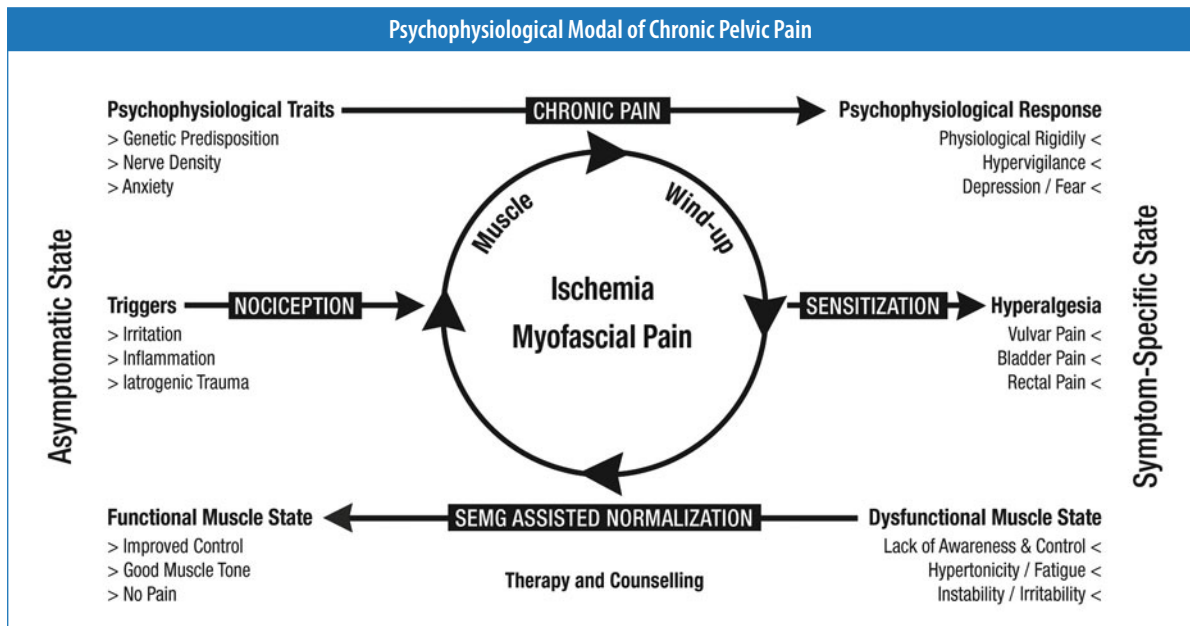 Psychophysiological Modal of Chronic Pelvic Pain
Psychophysiological Traits
> Genetic Predisposition
> Nerve Density
> Anxiety
CHRONIC PAIN
Psychophysiological Response
Physiological Rigidily <
Hypervigilance <
Depression / Fear <
Muscle
Wind-up
Asymptomatic State
Triggers
> Irritation
> Inflammation
> Iatrogenic Trauma
NOCICEPTION
Ischemia
Myofascial Pain
SENSITIZATION
Hyperalgesia
Vulvar Pain <
Bladder Pain <
Rectal Pain <
Symptom-Specific State
Functional Muscle State
> Improved Control
> Good Muscle Tone
> No Pain
SEMG ASSISTED NORMALIZATION
Therapy and Counselling
Dysfunctional Muscle State
Lack of Awareness & Control <
Hypertonicity / Fatigue <
Instability / Irritability <